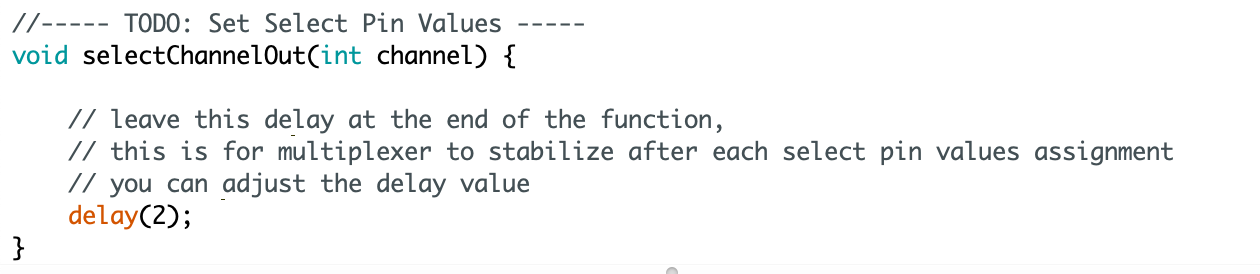 //----- TODO: Set Select Pin Values -----
void selectChannelOut(int channel) {
// leave this delay at the end of the function,
// this is for multiplexer to stabilize after each select pin values assignment
// you can adjust the delay value
delay(2);
}